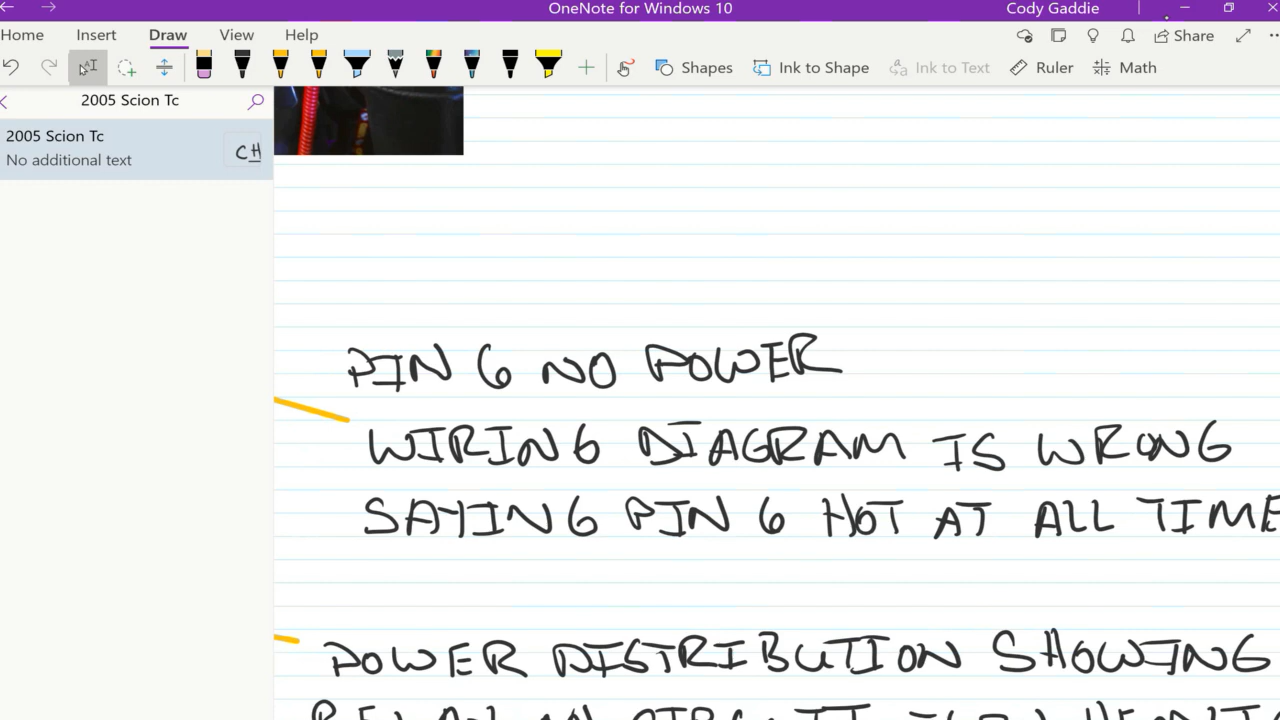 OneNote for Windows 10
Cody Gaddie
Home Insert Draw View Help
Share
Shapes Ink to Shape Ink to Text Ruler Math
2005 Scion Tc
2005 Scion Tc
No additional text
CH
PIN 6 NO POWER
WIRING DIAGRAM IS WRONG
SAYING PIN 6 HOT AT ALL TIME
POWER DISTRIBUTION SHOWING